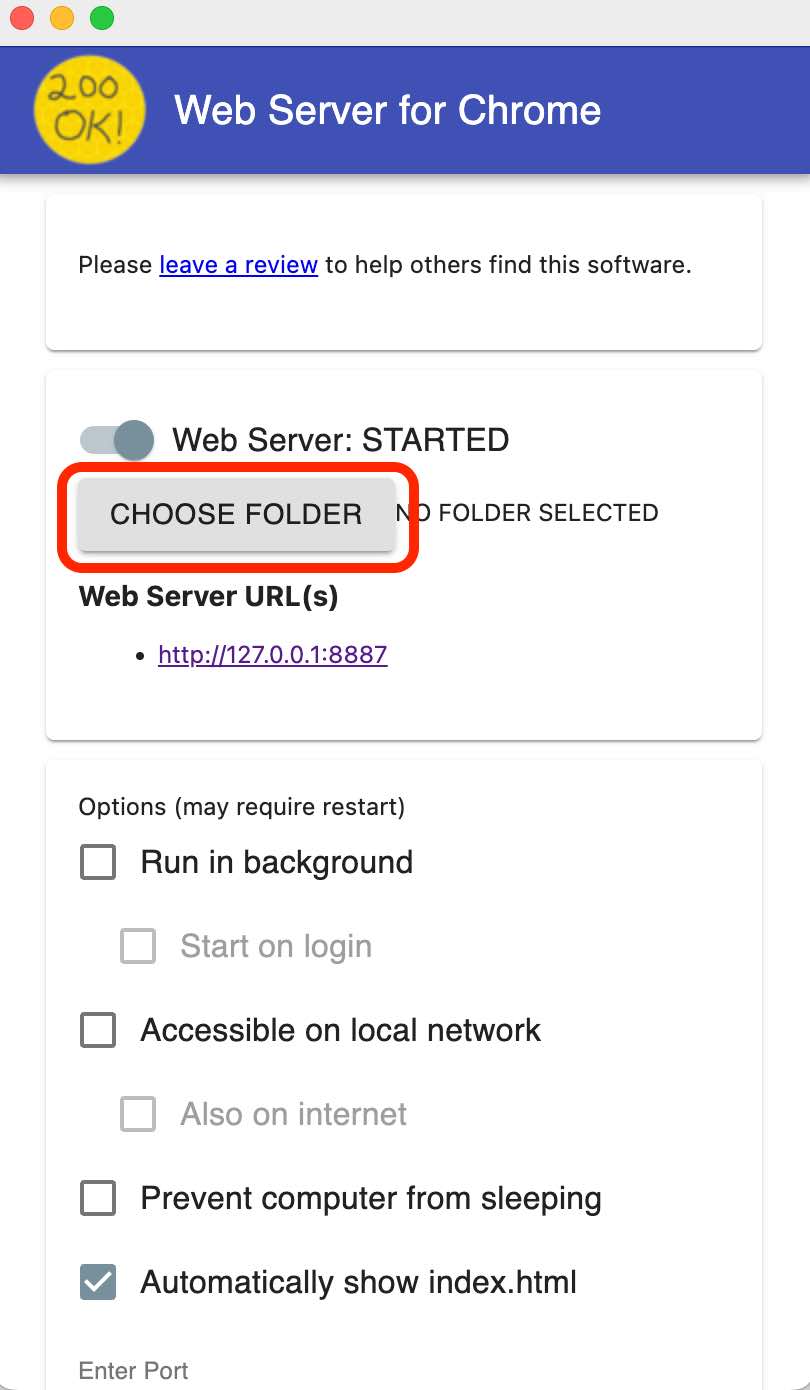 200
OK!
Web Server for Chrome
Please leave a review to help others find this software.
Web Server: STARTED
CHOOSE FOLDER NO FOLDER SELECTED
Web Server URL(s)
http://127.0.0.1:8887
Options (may require restart)
Run in background
Start on login
Accessible on local network
Also on internet
Prevent computer from sleeping
Automatically show index.html
Enter Port